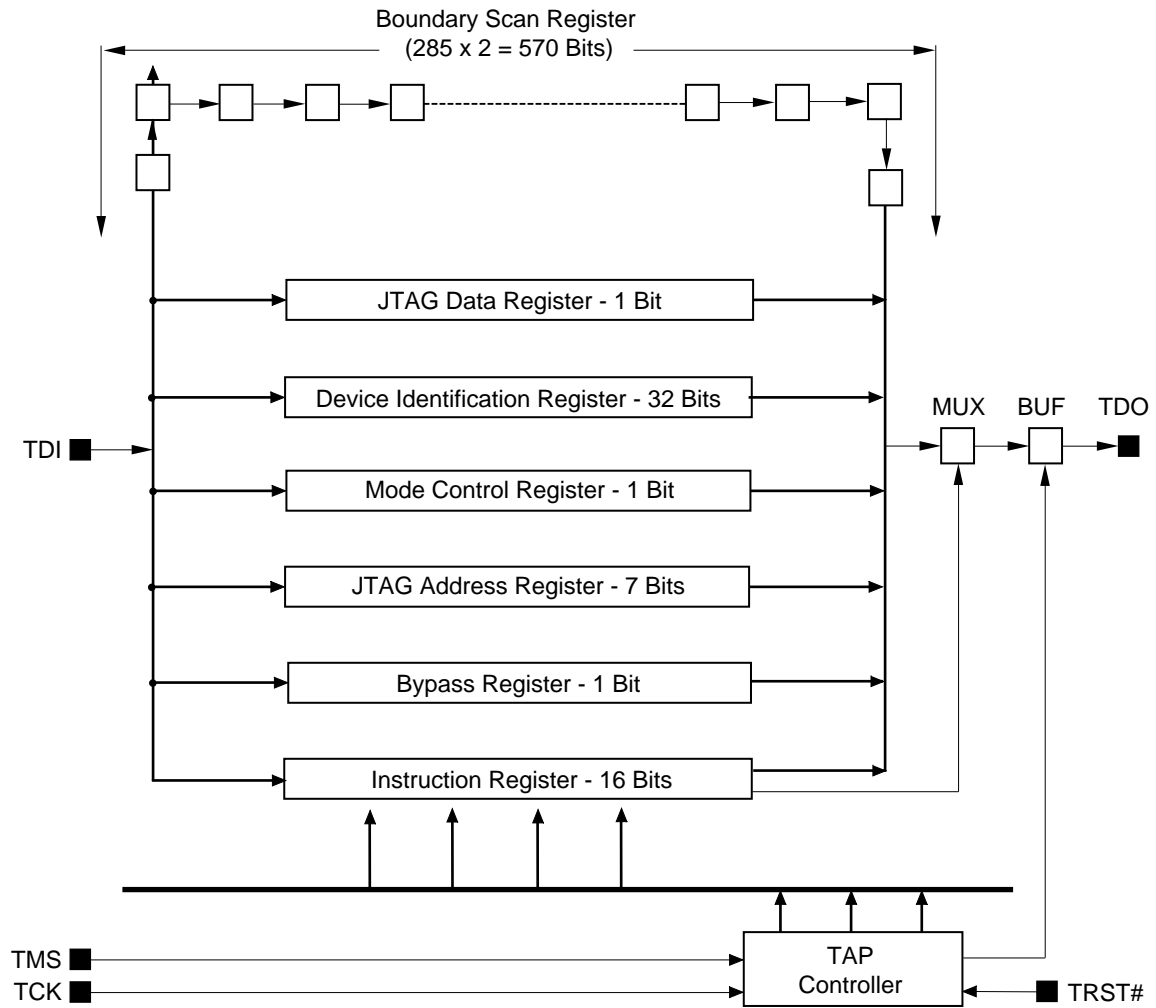 Boundary Scan Register
(285 x 2 = 570 Bits)
JTAG Data Register - 1 Bit
Device Identification Register - 32 Bits
MUX
BUF
TDO
TDI
Mode Control Register - 1 Bit
JTAG Address Register - 7 Bits
Bypass Register - 1 Bit
Instruction Register - 16 Bits
TMS
TAP
Controller
TCK
TRST#